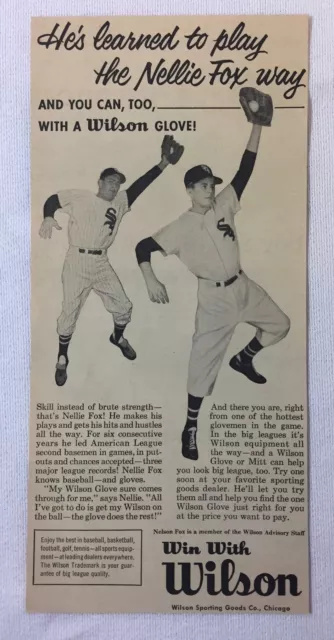 He's learned to play
the Nellie Fox way
AND YOU CAN, TOO,
WITH A Wilson GLOVE!
Sox
Sox
Skill instead of brute strength—
that's Nellie Fox! He makes his
plays and gets his hits and hustles
all the way. For six consecutive
years he led American League
second basemen in games, in put-
outs and chances accepted—three
major league records! Nellie Fox
knows baseball—and gloves.
"My Wilson Glove sure comes
through for me," says Nellie. "All
I've got to do is get my Wilson on
the ball—the glove does the rest!"
And there you are, right
from one of the hottest
glovemen in the game.
In the big leagues it's
Wilson equipment all
the way—and a Wilson
Glove or Mitt can help
you look big league, too. Try one
soon at your favorite sporting
goods dealer. He'll let you try
them all and help you find the one
Wilson Glove just right for you
at the price you want to pay.
Nelson Fox is a member of the Wilson Advisory Staff
Enjoy the best in baseball, basketball,
football, golf, tennis—all sports equip-
ment—at leading dealers everywhere.
The Wilson Trademark is your guar-
antee of big league quality.
Win With
Wilson
Wilson Sporting Goods Co., Chicago